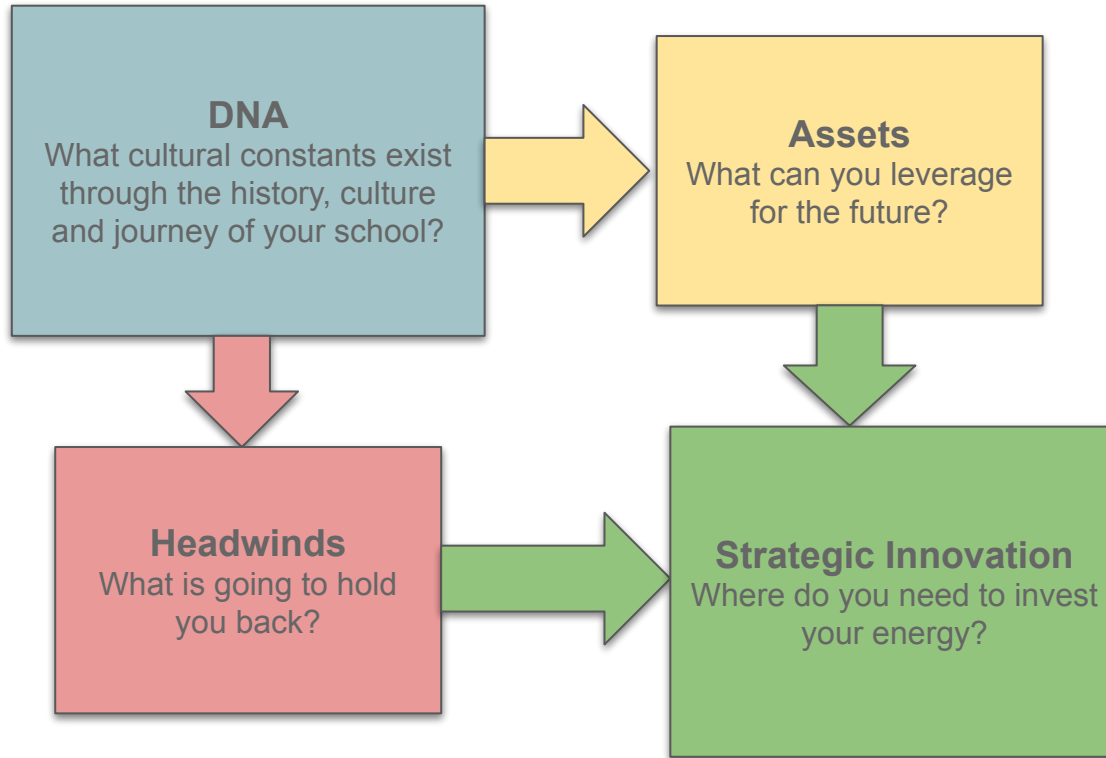 DNA
What cultural constants exist
through the history, culture
and journey of your school?
Assets
What can you leverage
for the future?
Headwinds
What is going to hold
you back?
Strategic Innovation
Where do you need to invest
your energy?